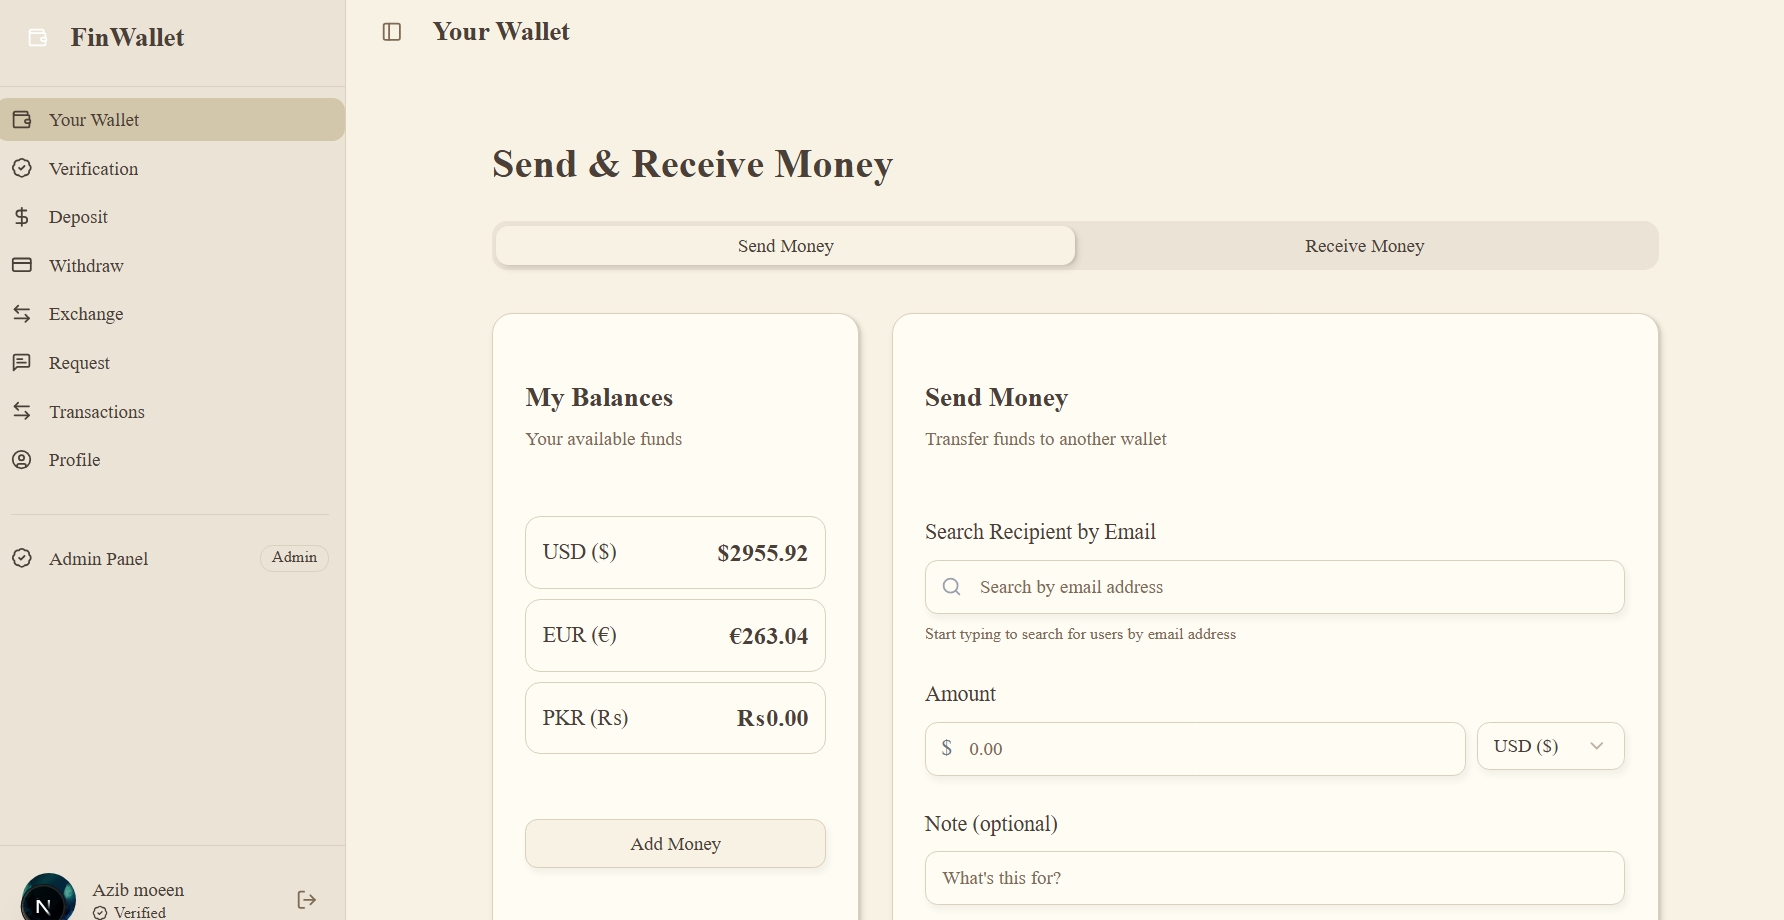 FinWallet
Your Wallet
Verification
Deposit
Withdraw
Exchange
Request
Transactions
Profile
Admin Panel Admin
N
Azib moeen
Verified
Your Wallet
Send & Receive Money
Send Money Receive Money
My Balances
Your available funds
USD ($) $2955.92
EUR (€) €263.04
PKR (Rs) Rs0.00
Add Money
Send Money
Transfer funds to another wallet
Search Recipient by Email
Search by email address
Start typing to search for users by email address
Amount
$ 0.00 USD ($)
Note (optional)
What's this for?